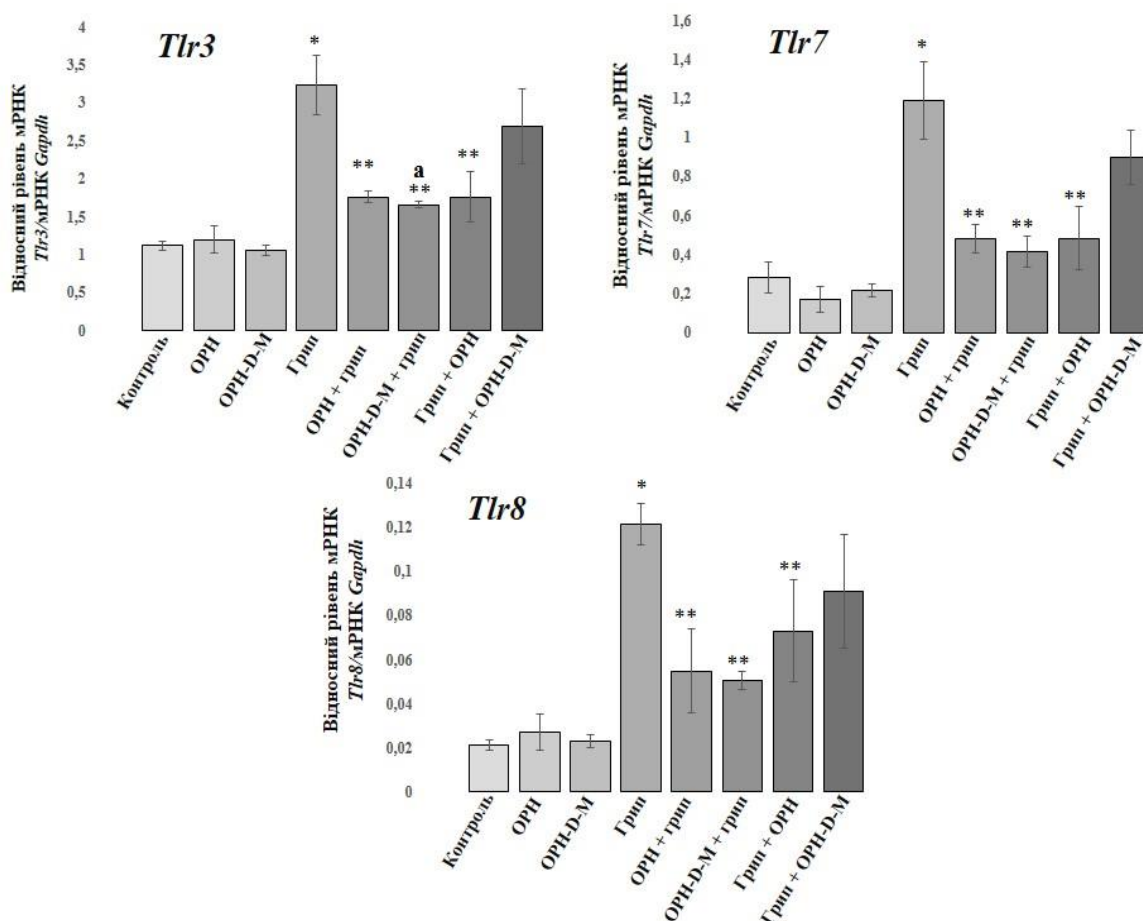 Tlr3
Відносний рівень мРНК
Tlr3/мРНК Gapdh
4
3,5
3
2,5
2
1,5
1
0,5
0
*
**
a
**
**
Контроль
ОРН
ОРН-D-M
Грип
ОРН + грип
ОРН-D-M + грип
Грип + ОРН
Грип + ОРН-D-M
Tlr7
Відносний рівень мРНК
Tlr7/мРНК Gapdh
1,6
1,4
1,2
1
0,8
0,6
0,4
0,2
0
*
**
**
**
Контроль
ОРН
ОРН-D-M
Грип
ОРН + грип
ОРН-D-M + грип
Грип + ОРН
Грип + ОРН-D-M
Tlr8
Відносний рівень мРНК
Tlr8/мРНК Gapdh
0,14
0,12
0,1
0,08
0,06
0,04
0,02
0
*
**
**
**
Контроль
ОРН
ОРН-D-M
Грип
ОРН + грип
ОРН-D-M + грип
Грип + ОРН
Грип + ОРН-D-M